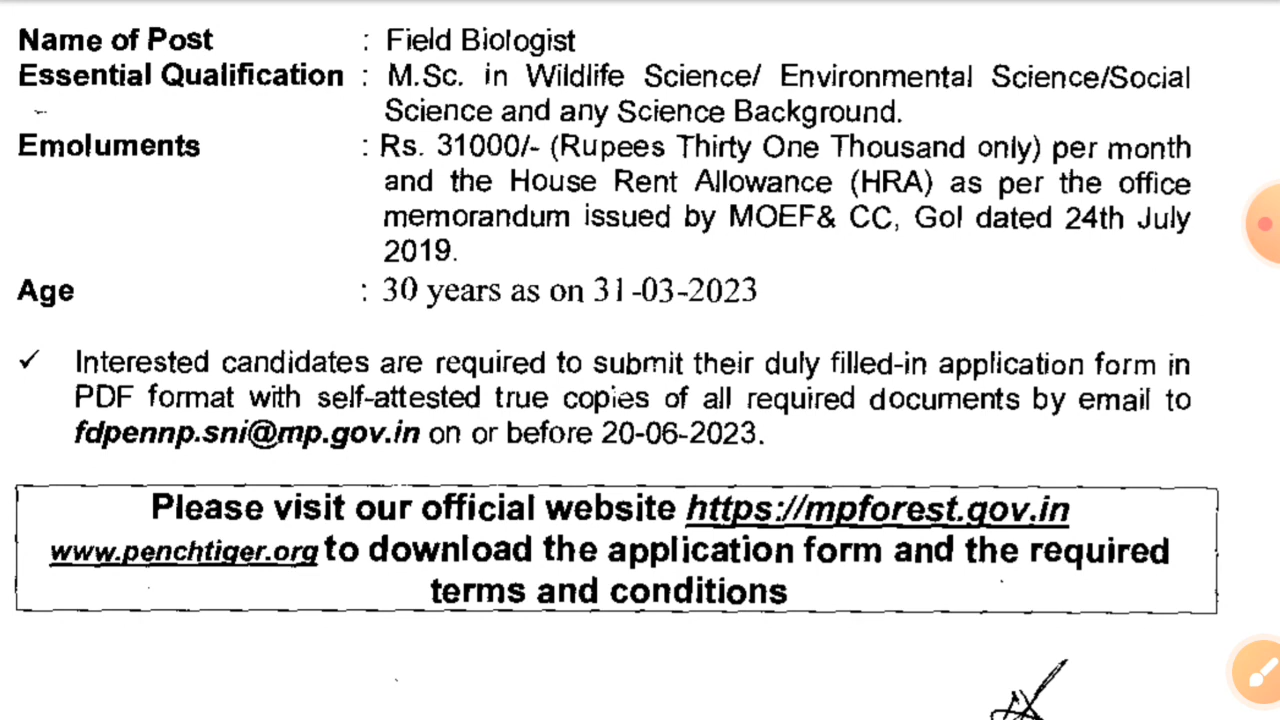 Name of Post : Field Biologist
Essential Qualification : M.Sc. in Wildlife Science/ Environmental Science/Social
Science and any Science Background.
Emoluments : Rs. 31000/- (Rupees Thirty One Thousand only) per month
and the House Rent Allowance (HRA) as per the office
memorandum issued by MOEF& CC, GoI dated 24th July
2019.
Age : 30 years as on 31-03-2023
✓ Interested candidates are required to submit their duly filled-in application form in
PDF format with self-attested true copies of all required documents by email to
fdpennp.sni@mp.gov.in on or before 20-06-2023.
Please visit our official website https://mpforest.gov.in
www.penchtiger.org to download the application form and the required
terms and conditions